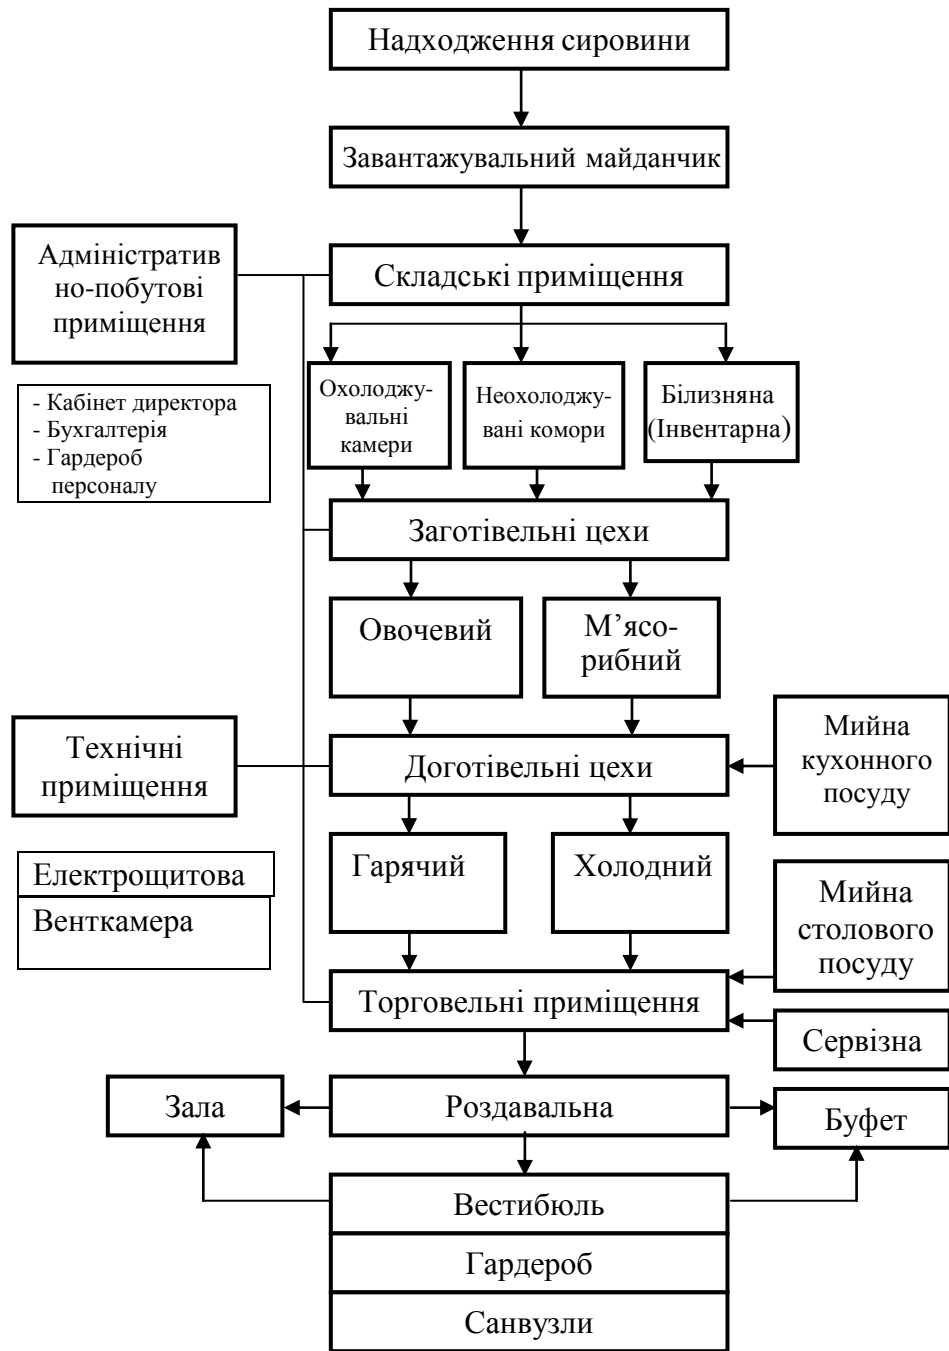 Надходження сировини
Завантажувальний майданчик
Адміністратив
но-побутові
приміщення
Складські приміщення
- Кабінет директора
- Бухгалтерія
- Гардероб
персоналу
Охолоджу-
вальні
камери
Неохолоджу-
вані комори
Білизняна
(Інвентарна)
Заготівельні цехи
Овочевий
М’ясо-
рибний
Технічні
приміщення
Доготівельні цехи
Мийна
кухонного
посуду
Електрощитова
Венткамера
Гарячий
Холодний
Мийна
столового
посуду
Торговельні приміщення
Сервізна
Зала
Роздавальна
Буфет
Вестибюль
Гардероб
Санвузли